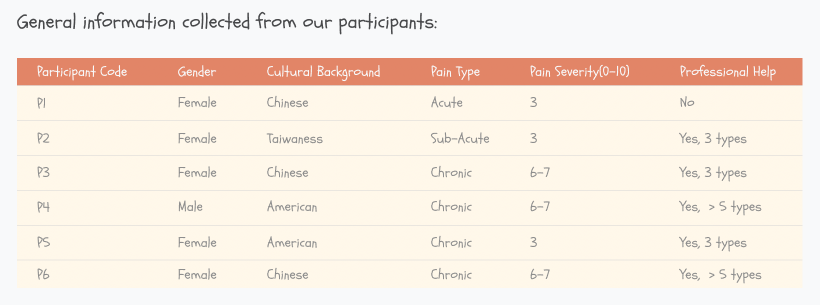 General information collected from our participants:
Participant Code Gender Cultural Background Pain Type Pain Severity(0-10) Professional Help
P1 Female Chinese Acute 3 No
P2 Female Taiwaness Sub-Acute 3 Yes, 3 types
P3 Female Chinese Chronic 6-7 Yes, 3 types
P4 Male American Chronic 6-7 Yes, > 5 types
P5 Female American Chronic 3 Yes, 3 types
P6 Female Chinese Chronic 6-7 Yes, > 5 types